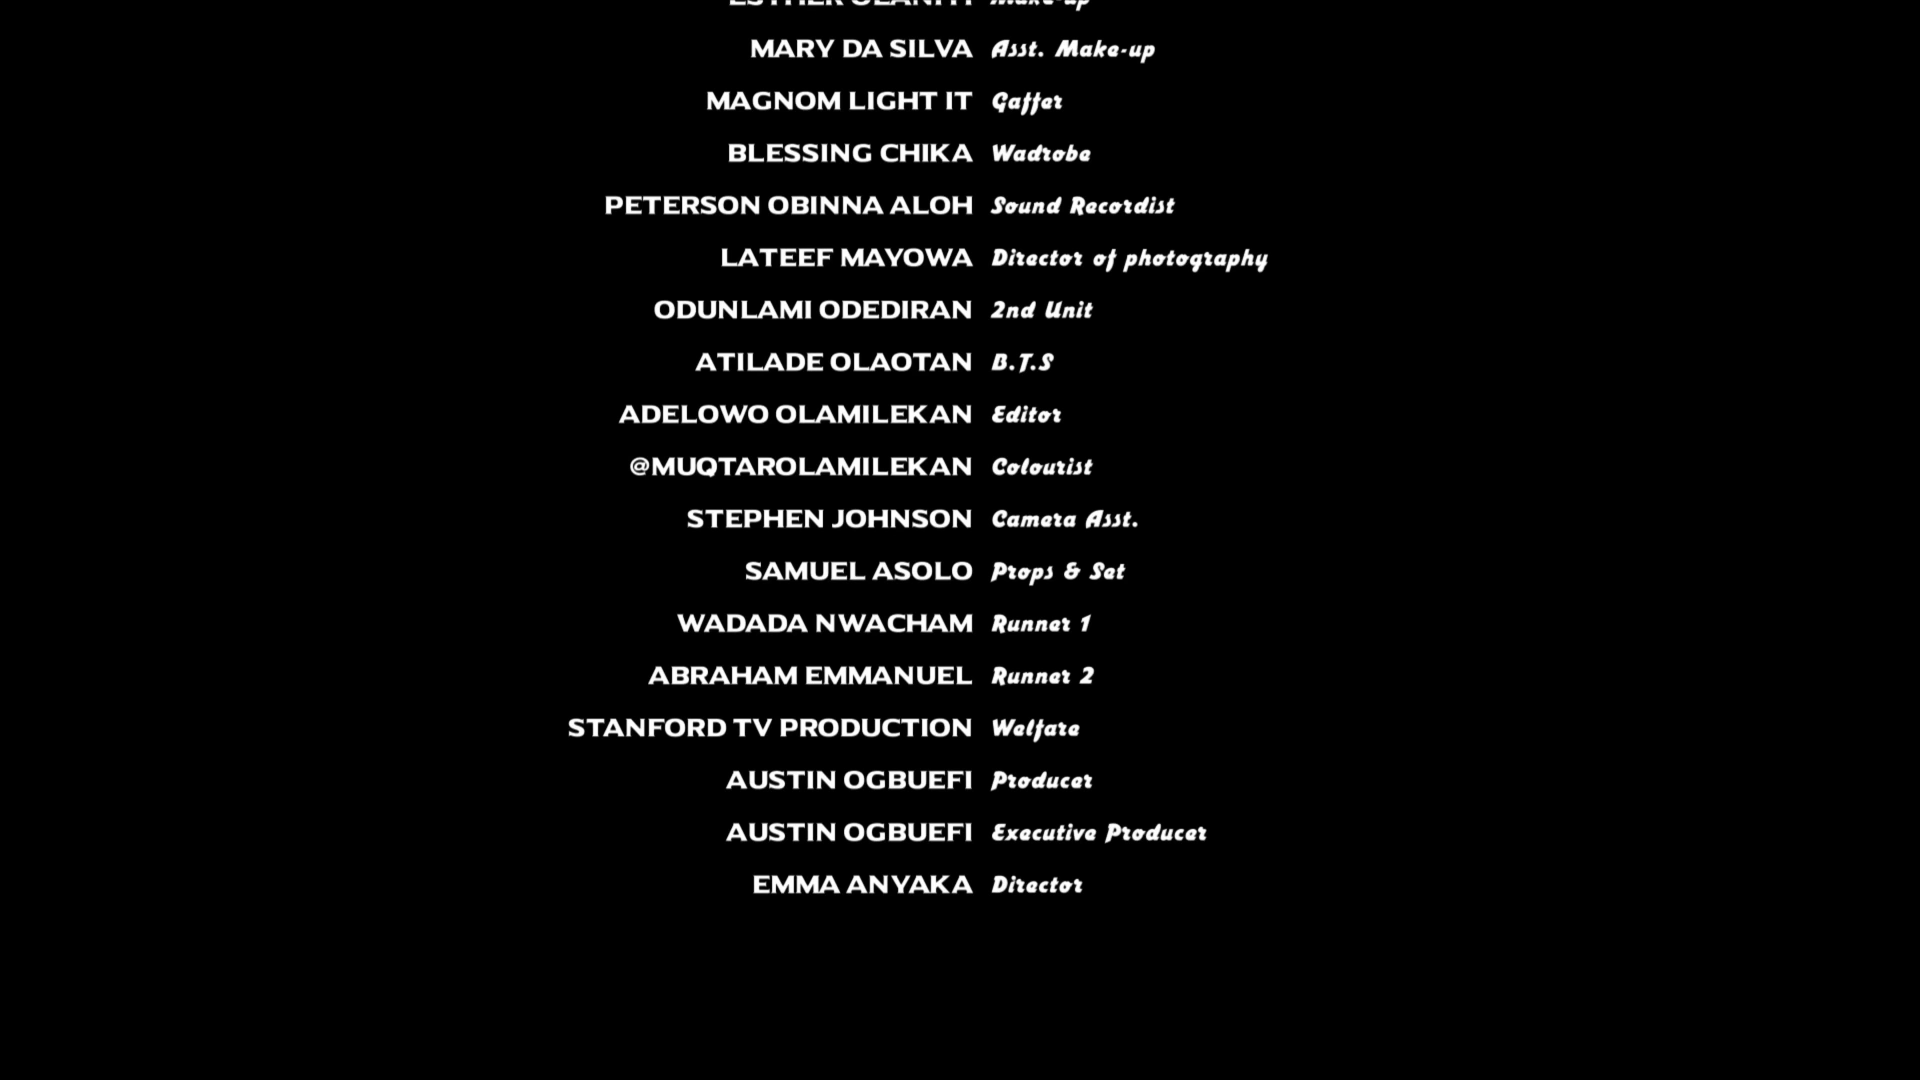 MARY DA SILVA Asst. Make-up
MAGNOM LIGHT IT Gaffer
BLESSING CHIKA Wadrobe
PETERSON OBINNA ALOH Sound Recordist
LATEEF MAYOWA Director of photography
ODUNLAMI ODEDIRAN 2nd Unit
ATILADE OLAOTAN B.T.S
ADELOWO OLAMILEKAN Editor
@MUQTAROLAMILEKAN Colourist
STEPHEN JOHNSON Camera Asst.
SAMUEL ASOLO Props & Set
WADADA NWACHAM Runner 1
ABRAHAM EMMANUEL Runner 2
STANFORD TV PRODUCTION Welfare
AUSTIN OGBUEFI Producer
AUSTIN OGBUEFI Executive Producer
EMMA ANYAKA Director